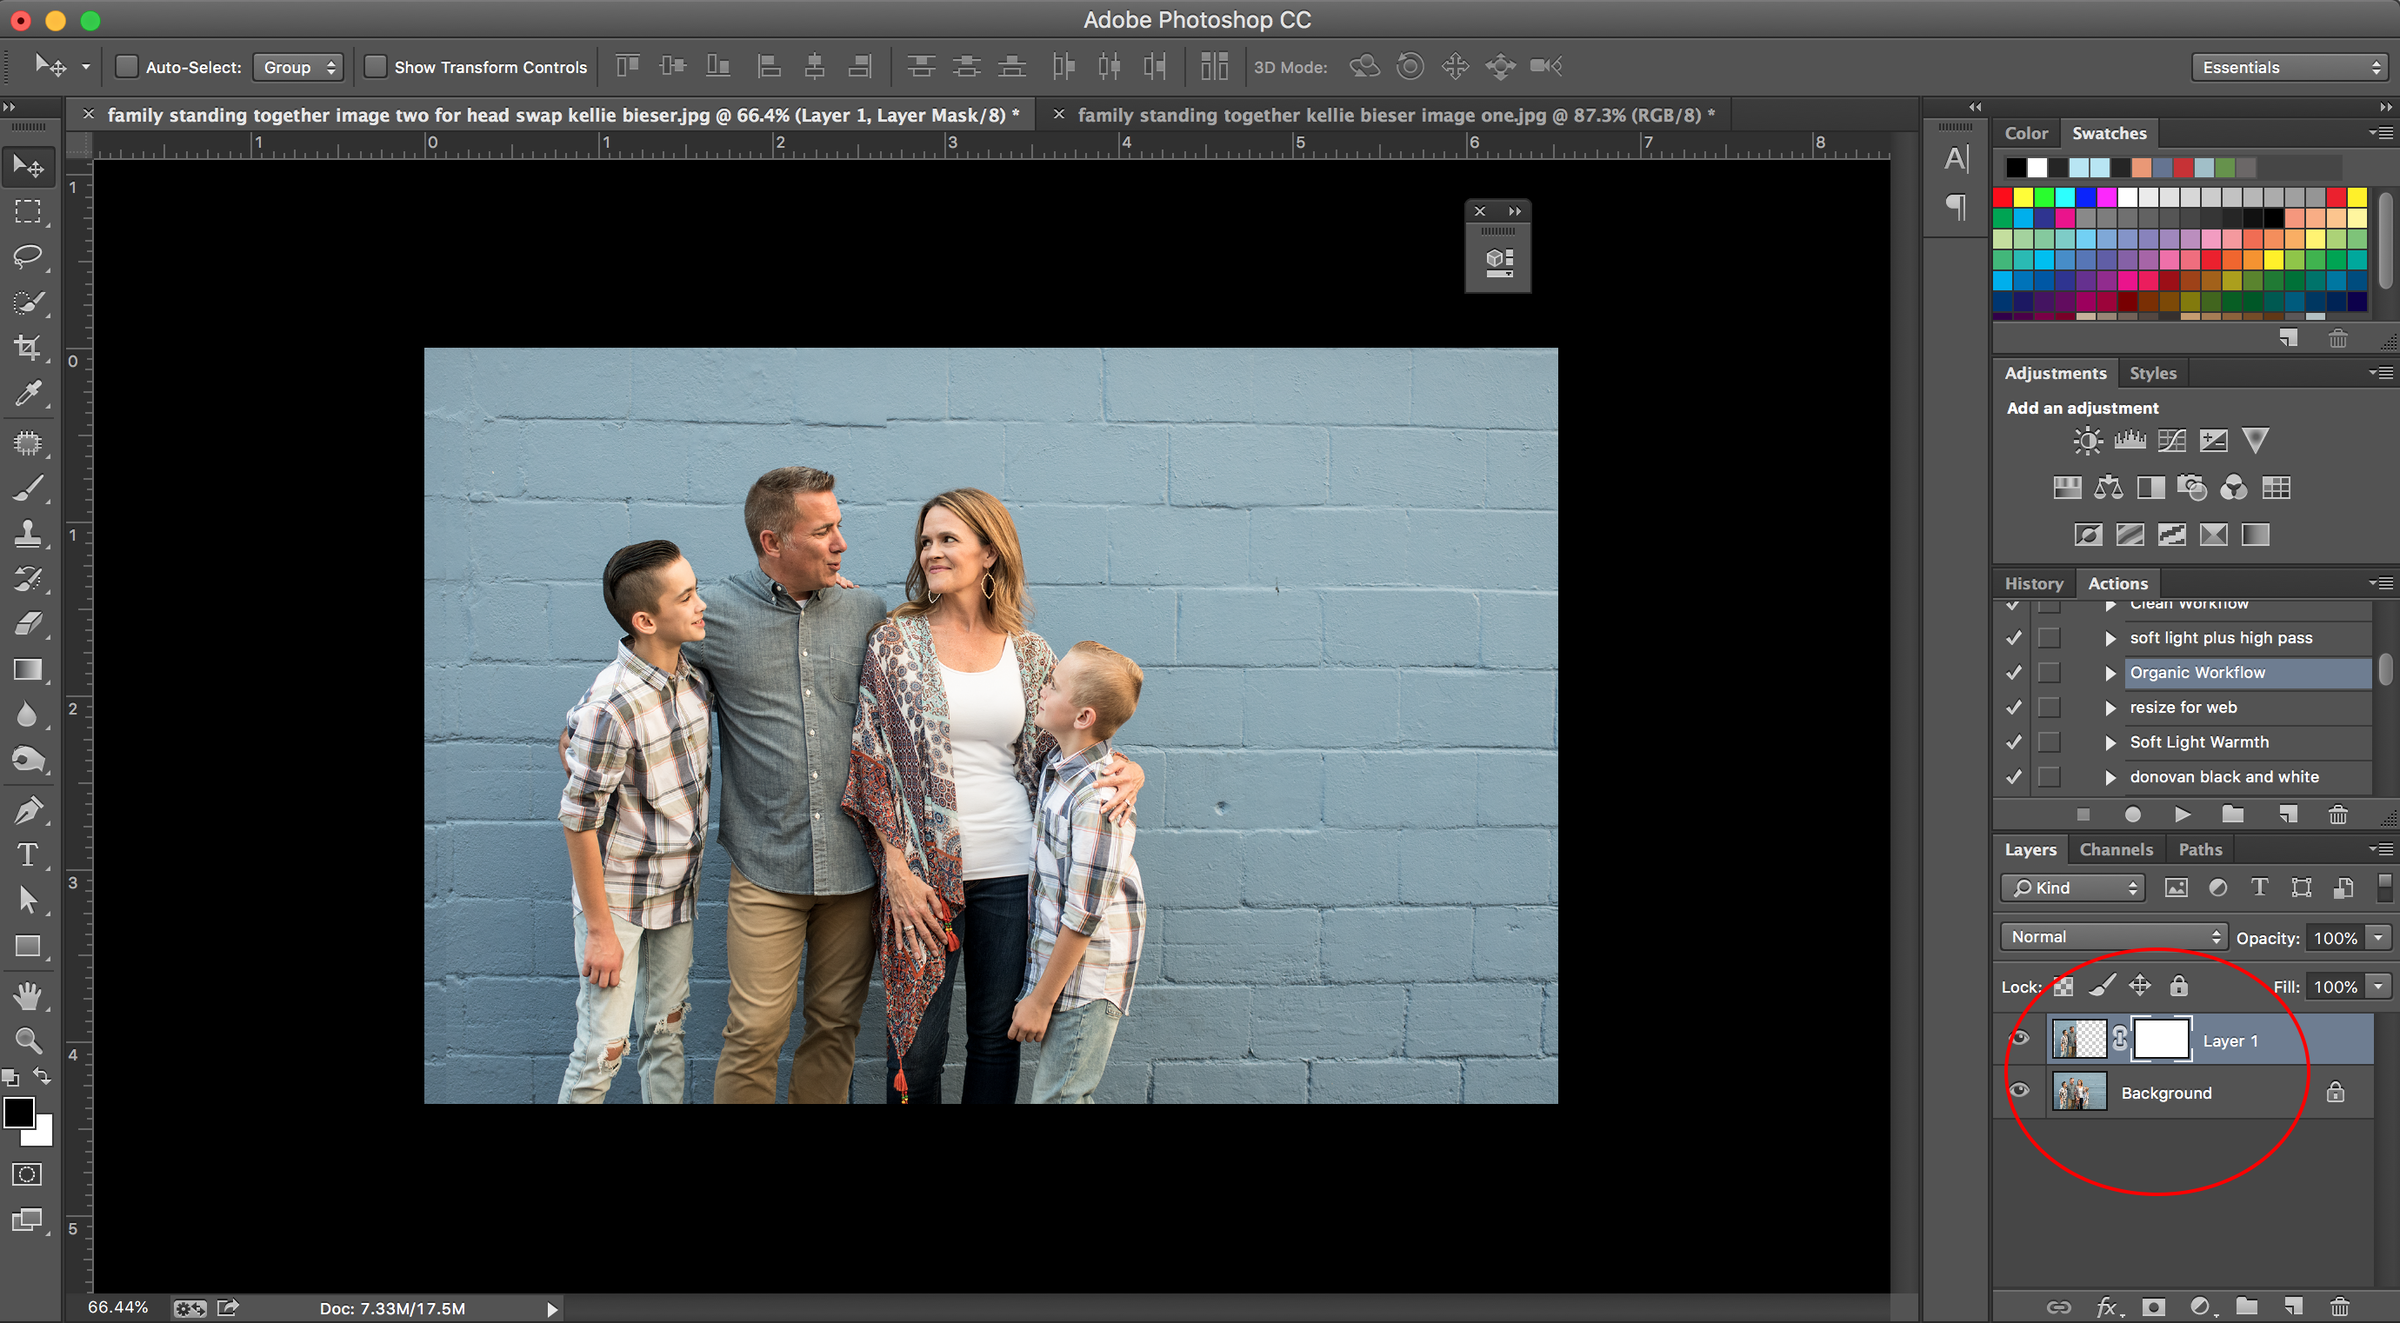 Adobe Photoshop CC
Auto-Select: Group Show Transform Controls 3D Mode: Essentials
family standing together image two for head swap kellie bieser.jpg @ 66.4% (Layer 1, Layer Mask/8) *
family standing together kellie bieser image one.jpg @ 87.3% (RGB/8) *
1 0 1 2 3 4 5 6 7 8
1
0
1
2
3
4
5
Color Swatches
Adjustments Styles
Add an adjustment
History Actions
Clean Workflow
soft light plus high pass
Organic Workflow
resize for web
Soft Light Warmth
donovan black and white
Layers Channels Paths
Kind
Normal Opacity: 100%
Lock: Fill: 100%
Layer 1
Background
fx
66.44% Doc: 7.33M/17.5M